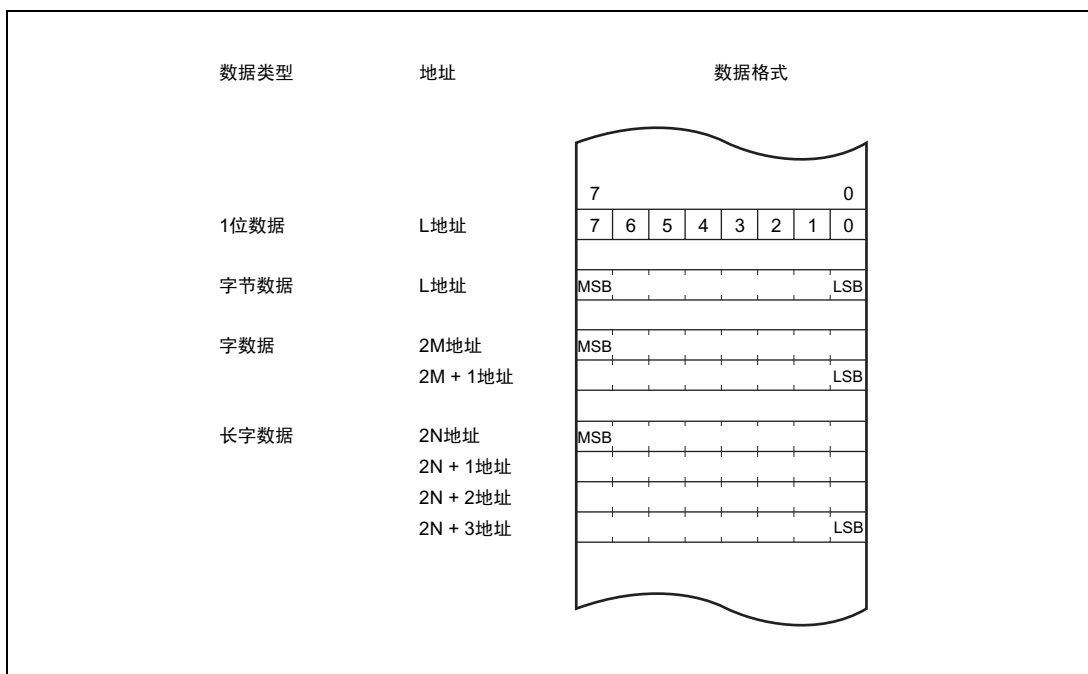 数据类型 地址 数据格式
7 0
1位数据 L地址 7 6 5 4 3 2 1 0
字节数据 L地址 MSB LSB
字数据 2M地址 MSB
2M + 1地址 LSB
长字数据 2N地址 MSB
2N + 1地址
2N + 2地址
2N + 3地址 LSB